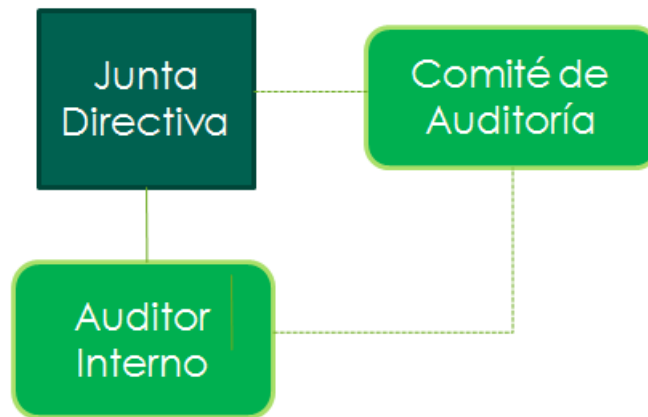 Junta
Directiva
Comité de
Auditoría
Auditor
Interno